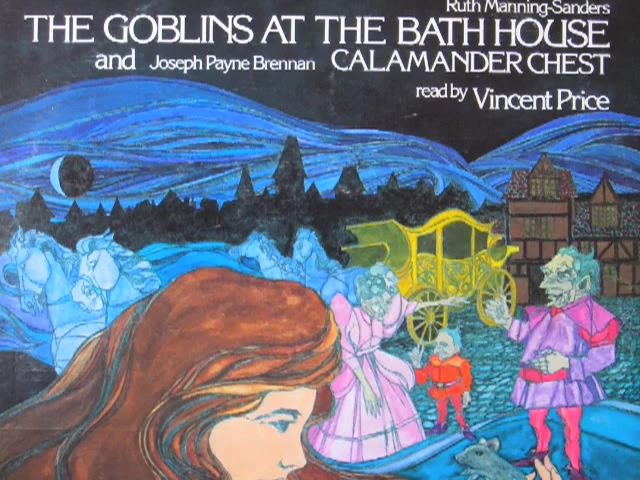 Ruth Manning-Sanders
THE GOBLINS AT THE BATH HOUSE
and Joseph Payne Brennan CALAMANDER CHEST
read by Vincent Price